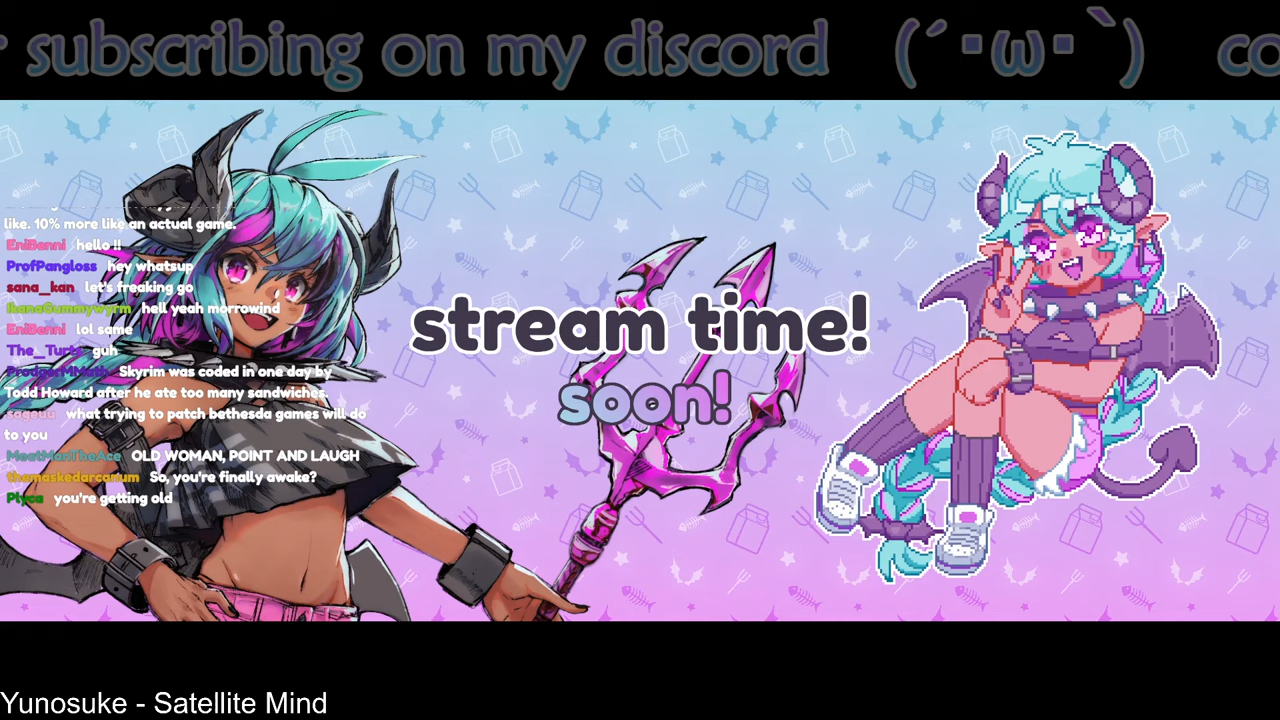 subscribing on my discord (´･ω･`) co
like. 10% more like an actual game.
EniBenni hello !!
ProfPangloss hey whatsup
sana_kan let's freaking go
IkanaGummywyrm hell yeah morrowind
EniBenni lol same
guh
Skyrim was coded in one day by
Todd Howard after he ate too many sandwiches.
what trying to patch bethesda games will do
to you
MeatManTheAce OLD WOMAN, POINT AND LAUGH
themaskedarcanum So, you're finally awake?
you're getting old
stream time!
soon!
Yunosuke - Satellite Mind